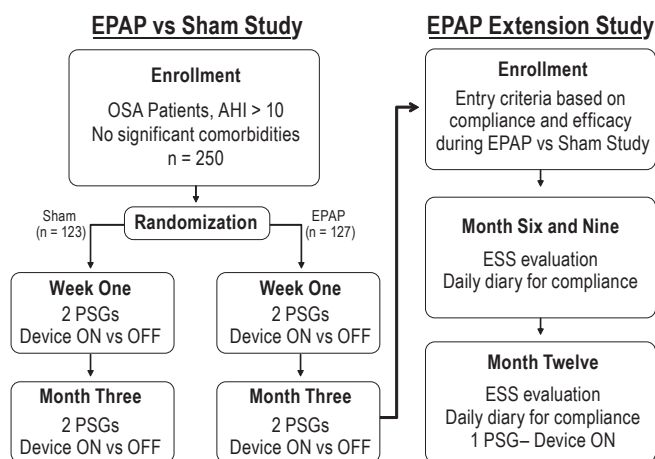 EPAP vs Sham Study
Enrollment
OSA Patients, AHI > 10
No significant comorbidities
n = 250
Sham
(n = 123)
Randomization
EPAP
(n = 127)
Week One
2 PSGs
Device ON vs OFF
Week One
2 PSGs
Device ON vs OFF
Month Three
2 PSGs
Device ON vs OFF
Month Three
2 PSGs
Device ON vs OFF
EPAP Extension Study
Enrollment
Entry criteria based on
compliance and efficacy
during EPAP vs Sham Study
Month Six and Nine
ESS evaluation
Daily diary for compliance
Month Twelve
ESS evaluation
Daily diary for compliance
1 PSG– Device ON